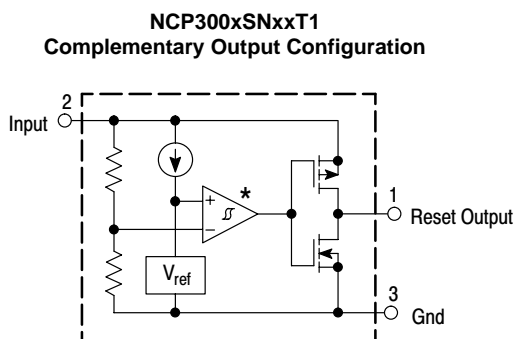 NCP300xSNxxT1
Complementary Output Configuration
2
Input
*
1
+
Reset Output
−
Vref
3
Gnd